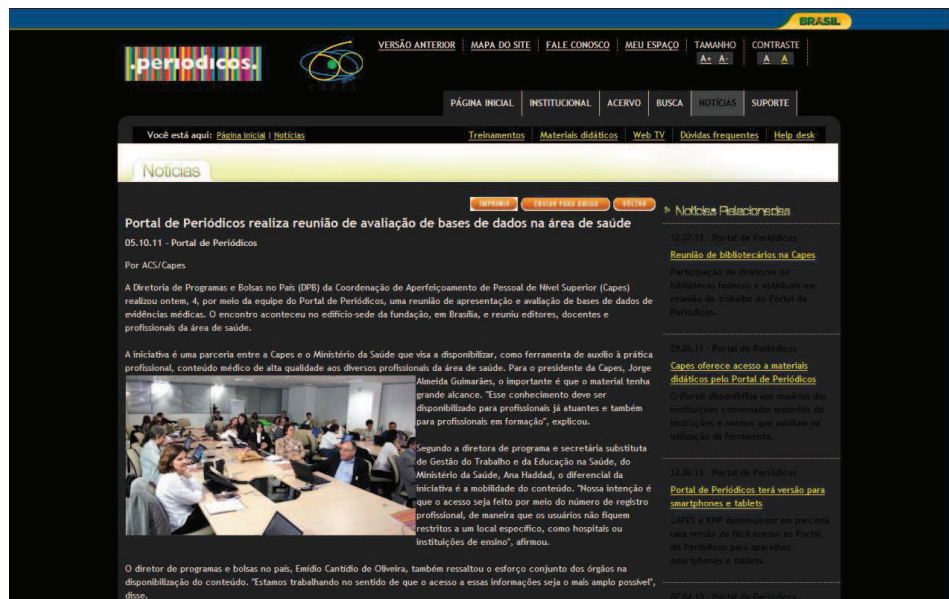 BRASIL
.periodicos.
CAPES
VERSÃO ANTERIOR
MAPA DO SITE
FALE CONOSCO
MEU ESPAÇO
TAMANHO
A+ A-
CONTRASTE
A A
PÁGINA INICIAL
INSTITUCIONAL
ACERVO
BUSCA
NOTÍCIAS
SUPORTE
Você está aqui: Página inicial | Notícias
Treinamentos
Materiais didáticos
Web TV
Dúvidas frequentes
Help desk
Notícias
IMPRIMIR
ENVIAR PARA AMIGO
VOLTAR
Portal de Periódicos realiza reunião de avaliação de bases de dados na área de saúde
05.10.11 - Portal de Periódicos
Por ACS/Capes
A Diretoria de Programas e Bolsas no País (DPB) da Coordenação de Aperfeiçoamento de Pessoal de Nível Superior (Capes)
realizou ontem, 4, por meio da equipe do Portal de Periódicos, uma reunião de apresentação e avaliação de bases de dados de
evidências médicas. O encontro aconteceu no edifício-sede da fundação, em Brasília, e reuniu editores, docentes e
profissionais da área de saúde.
A iniciativa é uma parceria entre a Capes e o Ministério da Saúde que visa a disponibilizar, como ferramenta de auxílio à prática
profissional, conteúdo médico de alta qualidade aos diversos profissionais da área de saúde. Para o presidente da Capes, Jorge
Almeida Guimarães, o importante é que o material tenha
grande alcance. "Esse conhecimento deve ser
disponibilizado para profissionais já atuantes e também
para profissionais em formação", explicou.
Segundo a diretora de programa e secretária substituta
de Gestão do Trabalho e da Educação na Saúde, do
Ministério da Saúde, Ana Haddad, o diferencial da
iniciativa é a mobilidade do conteúdo. "Nossa intenção é
que o acesso seja feito por meio do número de registro
profissional, de maneira que os usuários não fiquem
restritos a um local específico, como hospitais ou
instituições de ensino", afirmou.
O diretor de programas e bolsas no país, Emídio Cantídio de Oliveira, também ressaltou o esforço conjunto dos órgãos na
disponibilização do conteúdo. "Estamos trabalhando no sentido de que o acesso a essas informações seja o mais amplo possível",
disse.
Notícias Relacionadas
12.07.11 - Portal de Periódicos
Reunião de bibliotecários na Capes
Participação de diretores de
bibliotecas federais e estaduais em
reunião de trabalho do Portal de
Periódicos.
29.06.11 - Portal de Periódicos
Capes oferece acesso a materiais
didáticos pelo Portal de Periódicos
O Portal disponibiliza aos usuários das
instituições conveniadas materiais de
instruções e normas que auxiliam na
utilização da ferramenta.
13.06.11 - Portal de Periódicos
Portal de Periódicos terá versão para
smartphones e tablets
CAPES e RNP desenvolvem em parceria
uma versão de fácil acesso ao Portal
de Periódicos para aparelhos
smartphones e tablets.
07.04.10 - Portal de Periódicos